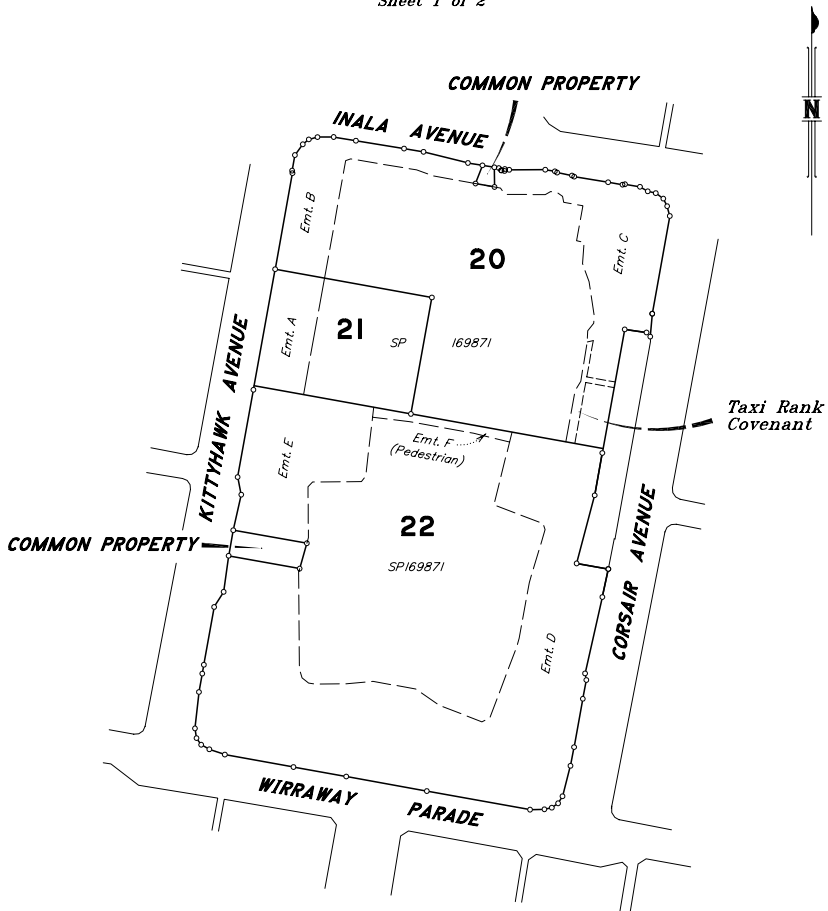 Sheet 1 of 2
COMMON PROPERTY
INALA AVENUE
N
Emt. B
20
Emt. C
Emt. A
21
SP 169871
KITTYHAWK AVENUE
Taxi Rank
Covenant
Emt. F
(Pedestrian)
Emt. E
22
SP169871
COMMON PROPERTY
CORSAIR AVENUE
Emt. D
WIRRAWAY PARADE